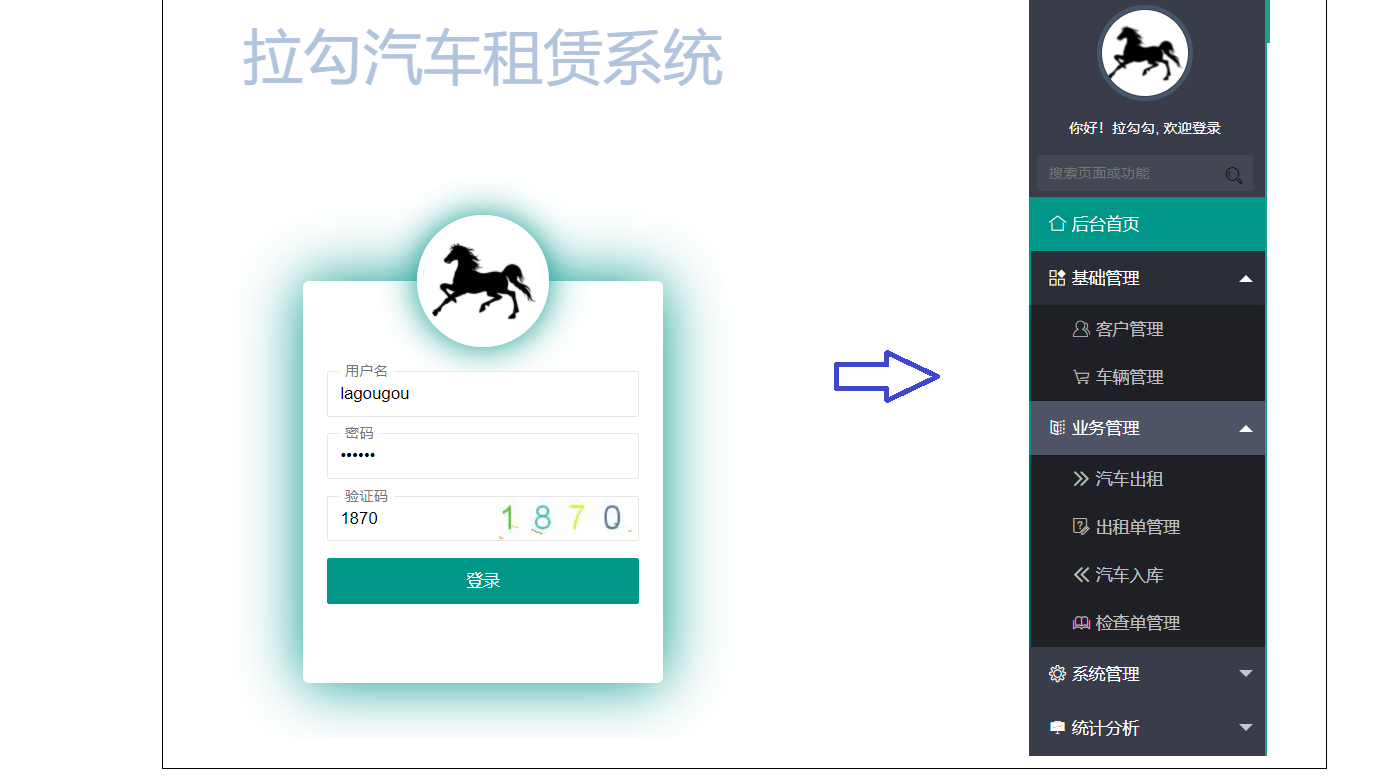 拉勾汽车租赁系统
用户名
lagougou
密码
••••••
验证码
1870
1870
登录
你好！拉勾勾, 欢迎登录
搜索页面或功能
后台首页
基础管理
客户管理
车辆管理
业务管理
汽车出租
出租单管理
汽车入库
检查单管理
系统管理
统计分析